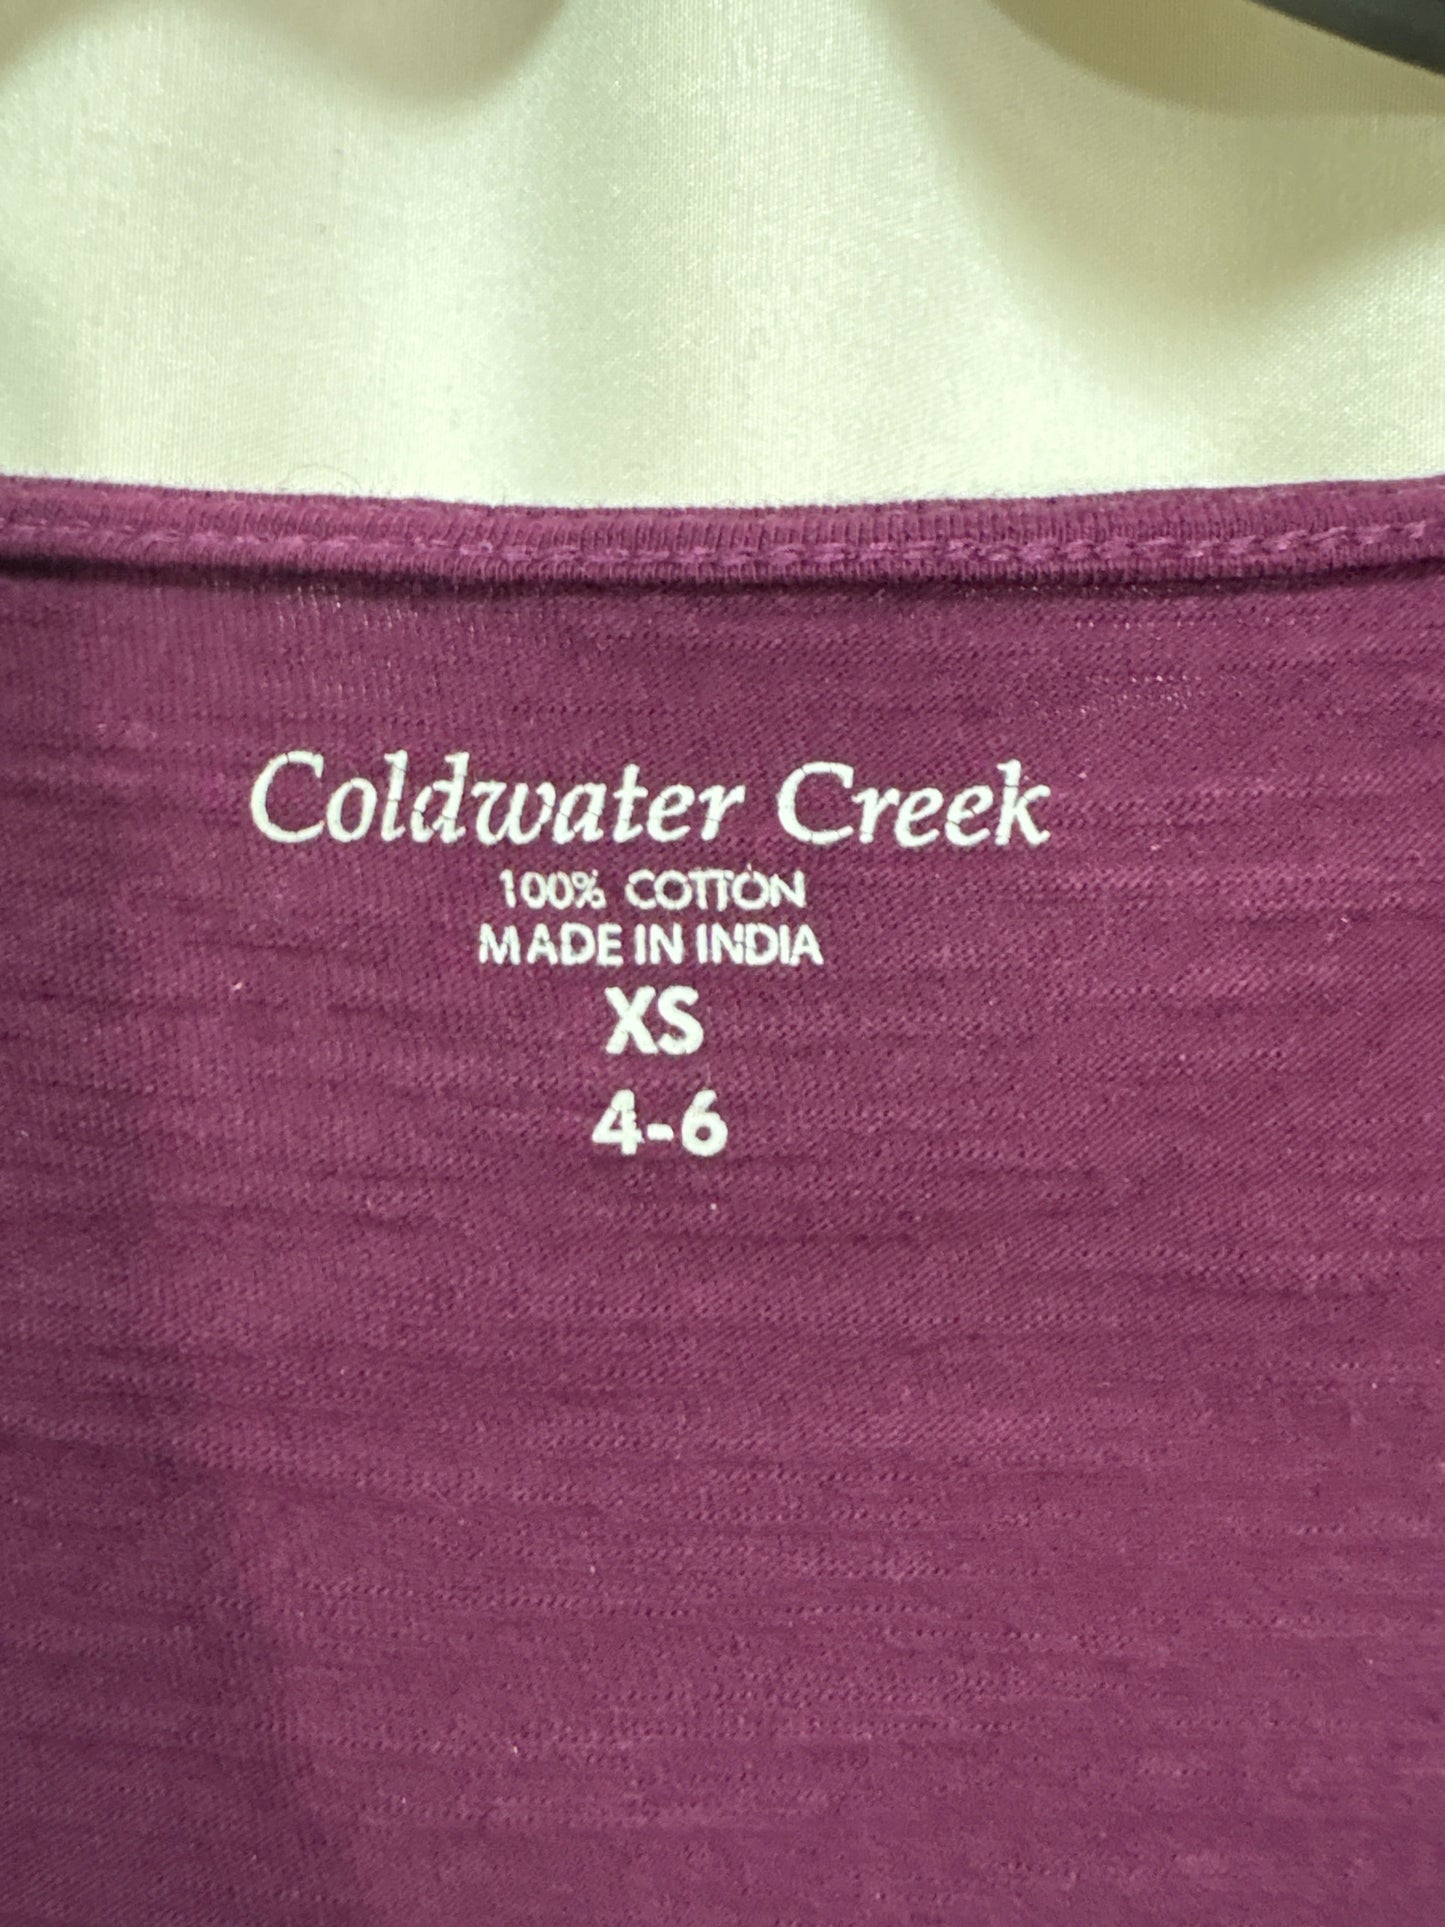 Coldwater Creek
100% COTTON
MADE IN INDIA
XS
4-6